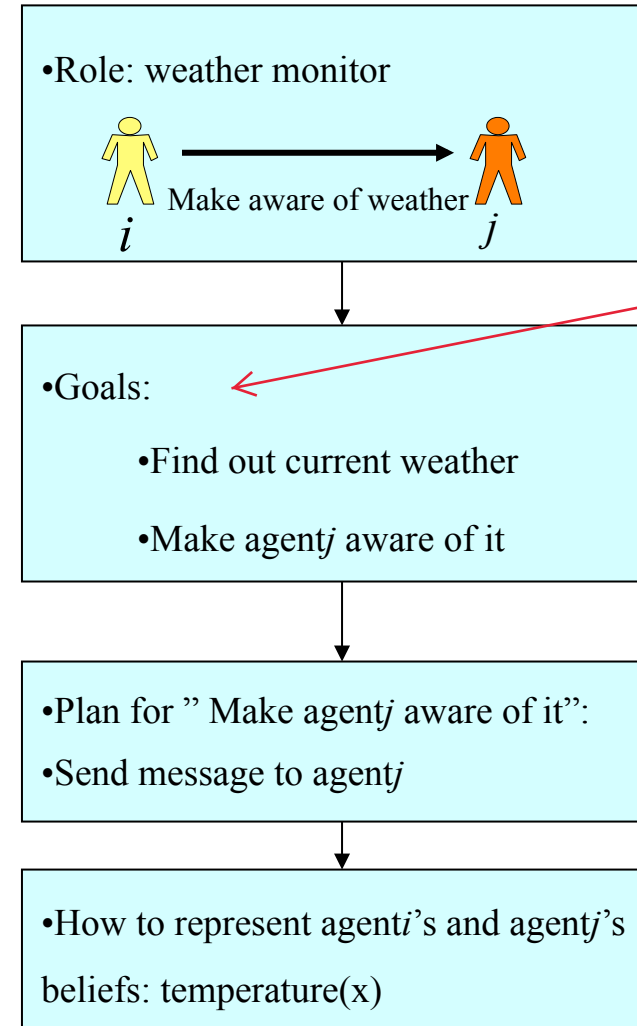 •Role: weather monitor
Make aware of weather
i
j
•Goals:
•Find out current weather
•Make agentj aware of it
•Plan for ” Make agentj aware of it”:
•Send message to agentj
•How to represent agenti’s and agentj’s
beliefs: temperature(x)